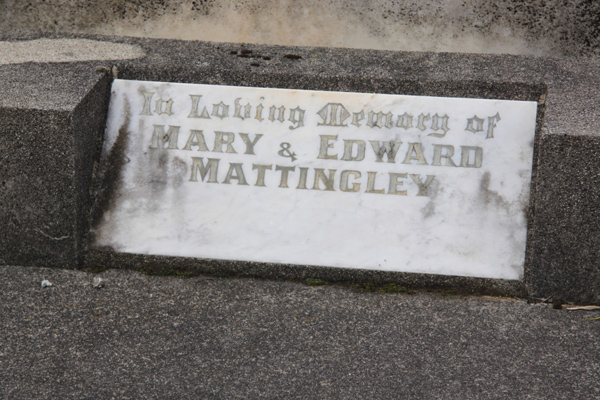 In Loving Memory of
MARY & EDWARD
MATTINGLEY